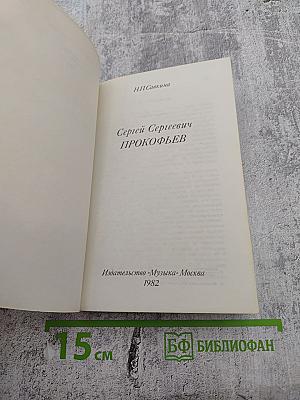 Н.П.Савкина
Сергей Сергеевич
ПРОКОФЬЕВ
Издательство «Музыка» Москва
1982
15 см
БФ БИБЛИОФАН